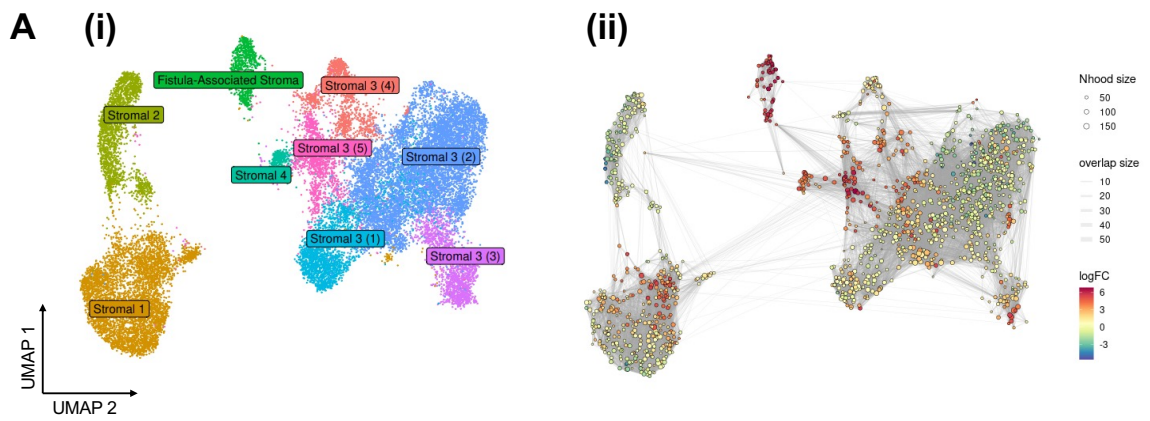 A (i) (ii)
Fistula-Associated Stroma
Stromal 3 (4)
Stromal 2
Stromal 3 (5)
Stromal 3 (2)
Stromal 4
Stromal 3 (1)
Stromal 3 (3)
Stromal 1
UMAP 1
UMAP 2
Nhood size
50
100
150
overlap size
10
20
30
40
50
logFC
6
3
0
-3